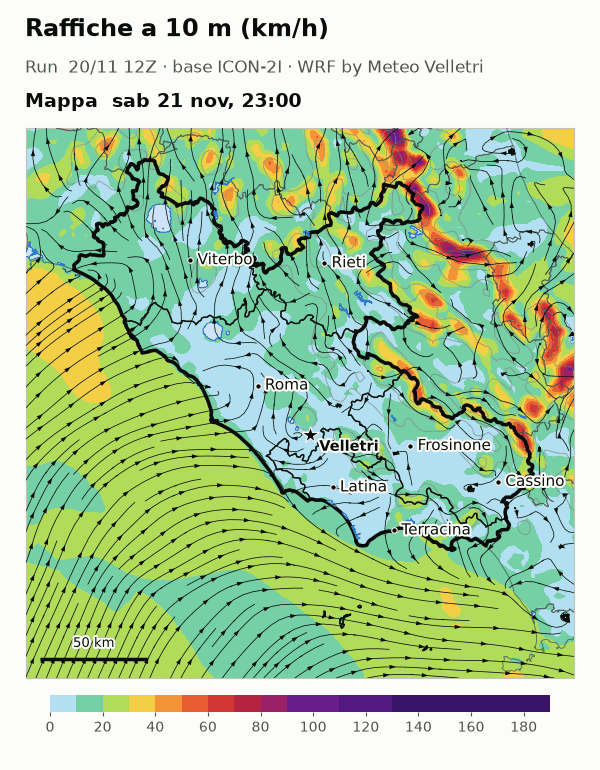 Raffiche a 10 m (km/h)
Run  20/11 12Z · base ICON-2I · WRF by Meteo Velletri
Mappa  sab 21 nov, 23:00
Viterbo
Rieti
Roma
Velletri
Frosinone
Cassino
Latina
Terracina
50 km
0 20 40 60 80 100 120 140 160 180